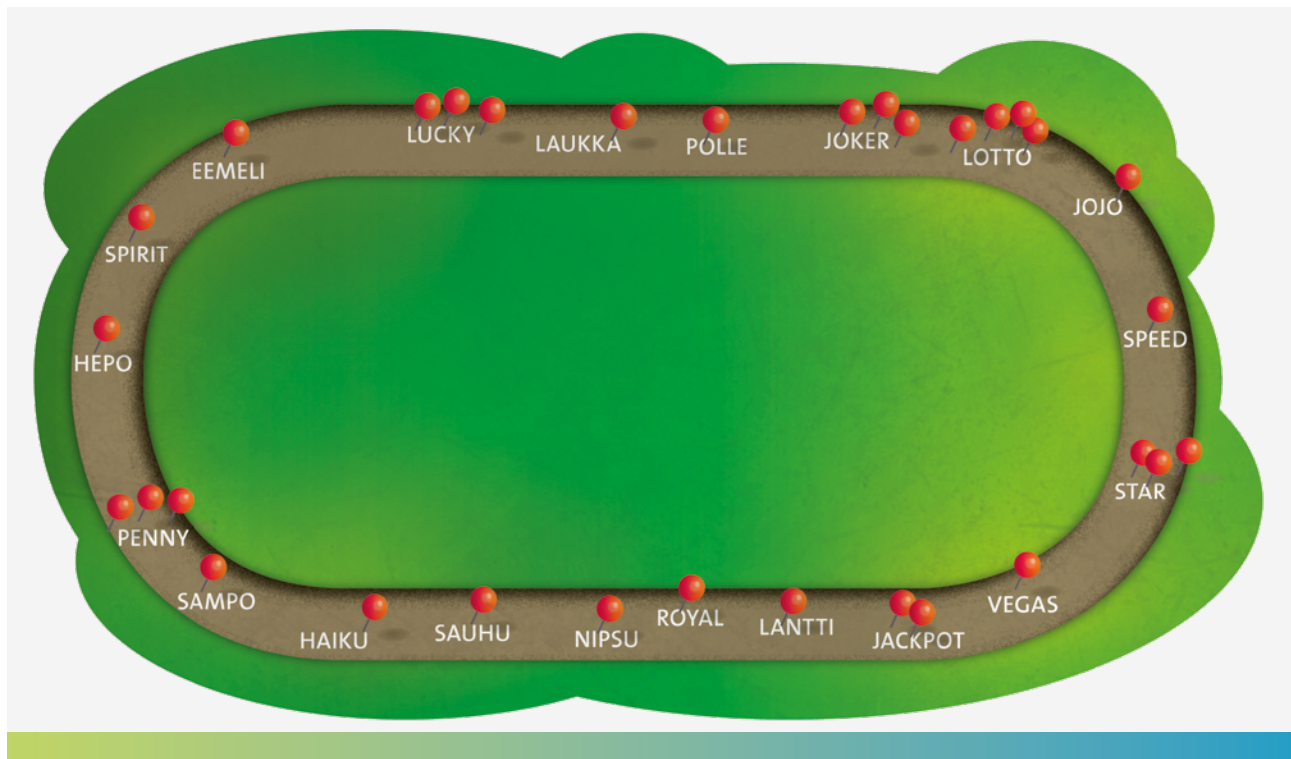 LUCKY
LAUKKA
POLLE
JOKER
LOTTO
EEMELI
JOJO
SPIRIT
SPEED
HEPO
STAR
PENNY
SAMPO
HAIKU
SAUHU
NIPSU
ROYAL
LANTTI
JACKPOT
VEGAS